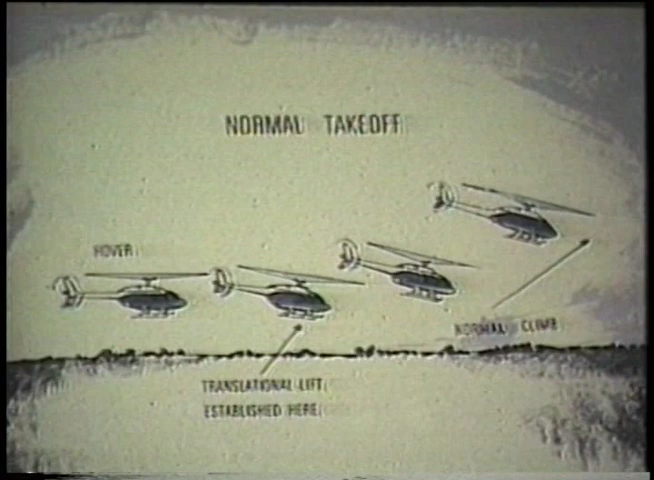 NORMAL TAKEOFF
HOVER
NORMAL CLIMB
TRANSLATIONAL LIFT
ESTABLISHED HERE